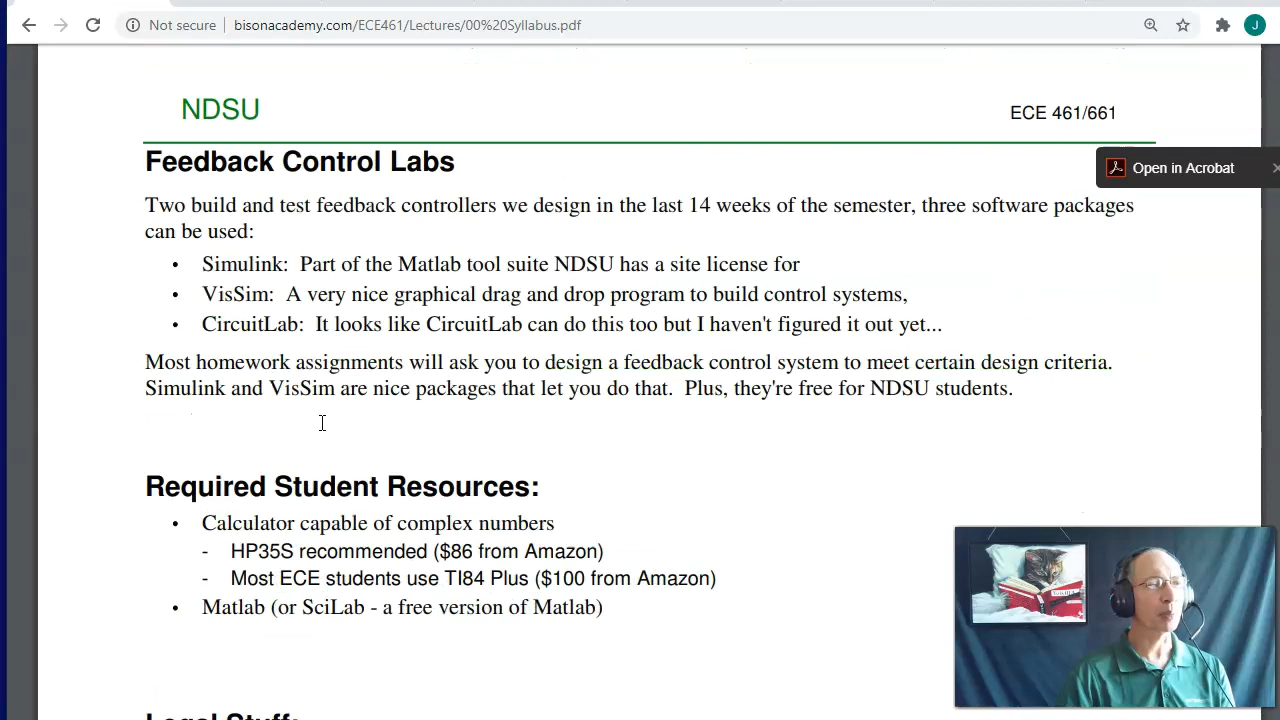 Not secure
bisonacademy.com/ECE461/Lectures/00%20Syllabus.pdf
J
NDSU
ECE 461/661
Open in Acrobat
Feedback Control Labs
Two build and test feedback controllers we design in the last 14 weeks of the semester, three software packages
can be used:
• Simulink: Part of the Matlab tool suite NDSU has a site license for
• VisSim: A very nice graphical drag and drop program to build control systems,
• CircuitLab: It looks like CircuitLab can do this too but I haven't figured it out yet...
Most homework assignments will ask you to design a feedback control system to meet certain design criteria.
Simulink and VisSim are nice packages that let you do that. Plus, they're free for NDSU students.
Required Student Resources:
• Calculator capable of complex numbers
- HP35S recommended ($86 from Amazon)
- Most ECE students use TI84 Plus ($100 from Amazon)
• Matlab (or SciLab - a free version of Matlab)
Legal Stuff: